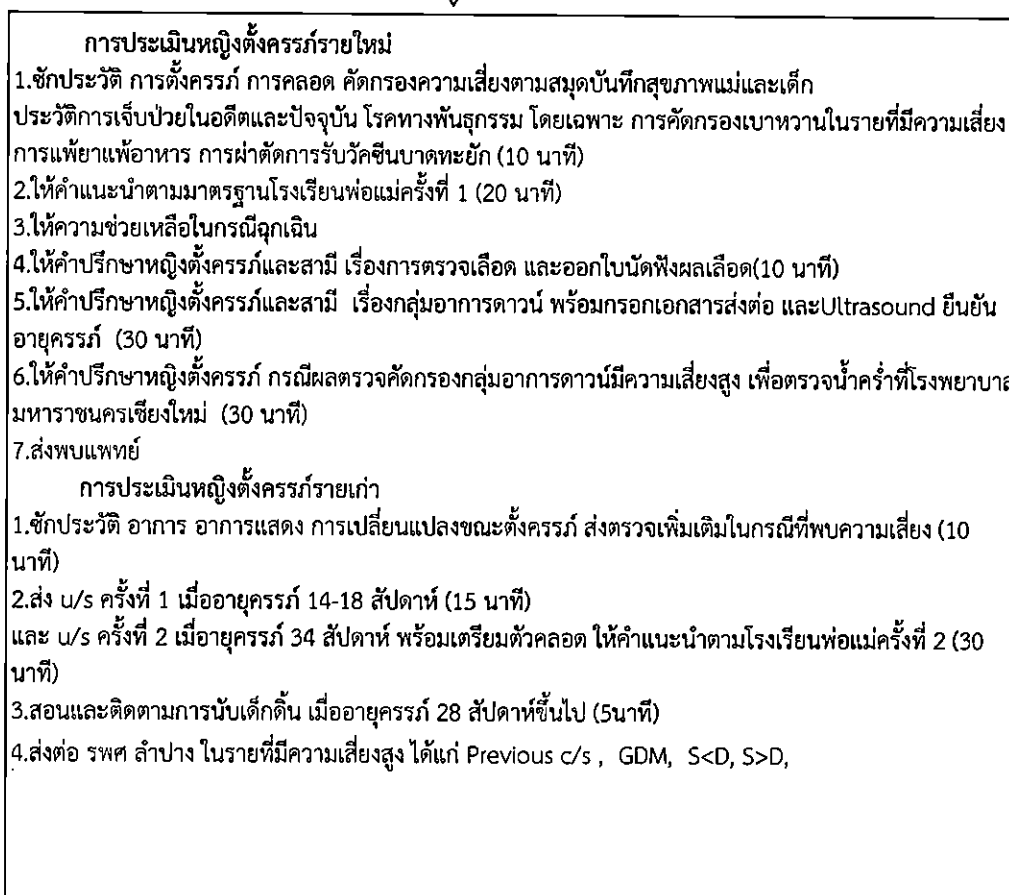 การประเมินหญิงตั้งครรภ์รายใหม่
1.ซักประวัติ การตั้งครรภ์ การคลอด คัดกรองความเสี่ยงตามสมุดบันทึกสุขภาพแม่และเด็ก
ประวัติการเจ็บป่วยในอดีตและปัจจุบัน โรคทางพันธุกรรม โดยเฉพาะ การคัดกรองเบาหวานในรายที่มีความเสี่ยง
การแพ้ยาแพ้อาหาร การผ่าตัดการรับวัคซีนบาดทะยัก (10 นาที)
2.ให้คำแนะนำตามมาตรฐานโรงเรียนพ่อแม่ครั้งที่ 1 (20 นาที)
3.ให้ความช่วยเหลือในกรณีฉุกเฉิน
4.ให้คำปรึกษาหญิงตั้งครรภ์และสามี เรื่องการตรวจเลือด และออกใบนัดฟังผลเลือด(10 นาที)
5.ให้คำปรึกษาหญิงตั้งครรภ์และสามี เรื่องกลุ่มอาการดาวน์ พร้อมกรอกเอกสารส่งต่อ และUltrasound ยืนยัน
อายุครรภ์ (30 นาที)
6.ให้คำปรึกษาหญิงตั้งครรภ์ กรณีผลตรวจคัดกรองกลุ่มอาการดาวน์มีความเสี่ยงสูง เพื่อตรวจน้ำคร่ำที่โรงพยาบาล
มหาราชนครเชียงใหม่ (30 นาที)
7.ส่งพบแพทย์
การประเมินหญิงตั้งครรภ์รายเก่า
1.ซักประวัติ อาการ อาการแสดง การเปลี่ยนแปลงขณะตั้งครรภ์ ส่งตรวจเพิ่มเติมในกรณีที่พบความเสี่ยง (10
นาที)
2.ส่ง u/s ครั้งที่ 1 เมื่ออายุครรภ์ 14-18 สัปดาห์ (15 นาที)
และ u/s ครั้งที่ 2 เมื่ออายุครรภ์ 34 สัปดาห์ พร้อมเตรียมตัวคลอด ให้คำแนะนำตามโรงเรียนพ่อแม่ครั้งที่ 2 (30
นาที)
3.สอนและติดตามการนับเด็กดิ้น เมื่ออายุครรภ์ 28 สัปดาห์ขึ้นไป (5นาที)
4.ส่งต่อ รพศ ลำปาง ในรายที่มีความเสี่ยงสูง ได้แก่ Previous c/s , GDM, S<D, S>D,